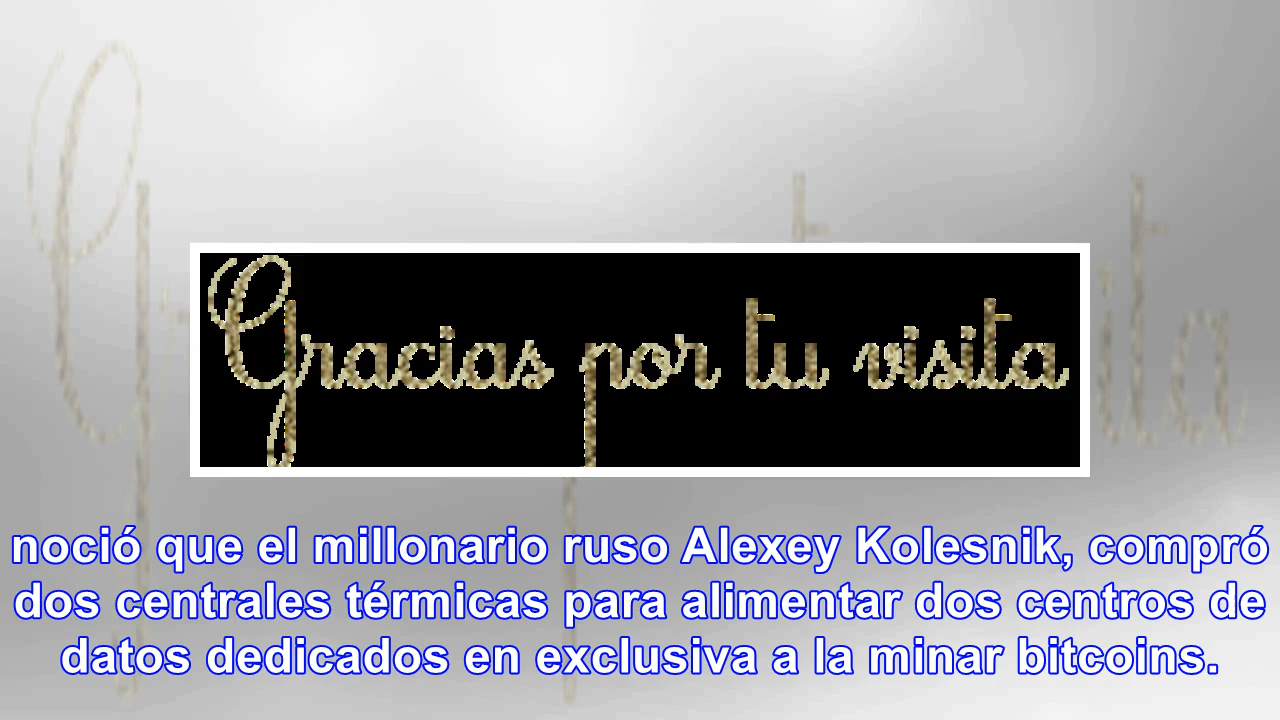 Gracias por tu visita
noció que el millonario ruso Alexey Kolesnik, compró
dos centrales térmicas para alimentar dos centros de
datos dedicados en exclusiva a la minar bitcoins.